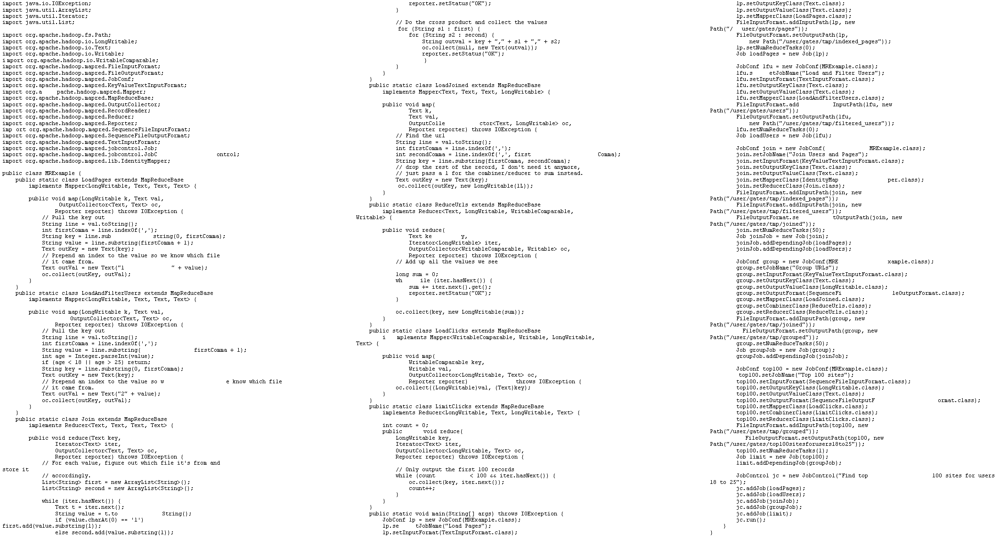 import java.io.IOException;
import java.util.ArrayList;
import java.util.Iterator;
import java.util.List;

import org.apache.hadoop.fs.Path;
import org.apache.hadoop.io.LongWritable;
import org.apache.hadoop.io.Text;
import org.apache.hadoop.io.Writable;
i mport org.apache.hadoop.io.WritableComparable;
import org.apache.hadoop.mapred.FileInputFormat;
import org.apache.hadoop.mapred.FileOutputFormat;
import org.apache.hadoop.mapred.JobConf;
import org.apache.hadoop.mapred.KeyValueTextInputFormat;
import org.a pache.hadoop.mapred.Mapper;
import org.apache.hadoop.mapred.MapReduceBase;
import org.apache.hadoop.mapred.OutputCollector;
import org.apache.hadoop.mapred.RecordReader;
import org.apache.hadoop.mapred.Reducer;
import org.apache.hadoop.mapred.Reporter;
imp ort org.apache.hadoop.mapred.SequenceFileInputFormat;
import org.apache.hadoop.mapred.SequenceFileOutputFormat;
import org.apache.hadoop.mapred.TextInputFormat;
import org.apache.hadoop.mapred.jobcontrol.Job;
import org.apache.hadoop.mapred.jobcontrol.JobC ontrol;
import org.apache.hadoop.mapred.lib.IdentityMapper;

public class MRExample {
public static class LoadPages extends MapReduceBase
implements Mapper<LongWritable, Text, Text, Text> {

public void map(LongWritable k, Text val,
OutputCollector<Text, Text> oc,
Reporter reporter) throws IOException {
// Pull the key out
String line = val.toString();
int firstComma = line.indexOf(',');
String key = line.sub string(0, firstComma);
String value = line.substring(firstComma + 1);
Text outKey = new Text(key);
// Prepend an index to the value so we know which file
// it came from.
Text outVal = new Text("1 " + value);
oc.collect(outKey, outVal);
}
}
public static class LoadAndFilterUsers extends MapReduceBase
implements Mapper<LongWritable, Text, Text, Text> {

public void map(LongWritable k, Text val,
OutputCollector<Text, Text> oc,
Reporter reporter) throws IOException {
// Pull the key out
String line = val.toString();
int firstComma = line.indexOf(',');
String value = line.substring( firstComma + 1);
int age = Integer.parseInt(value);
if (age < 18 || age > 25) return;
String key = line.substring(0, firstComma);
Text outKey = new Text(key);
// Prepend an index to the value so w e know which file
// it came from.
Text outVal = new Text("2" + value);
oc.collect(outKey, outVal);
}
}
public static class Join extends MapReduceBase
implements Reducer<Text, Text, Text, Text> {

public void reduce(Text key,
Iterator<Text> iter,
OutputCollector<Text, Text> oc,
Reporter reporter) throws IOException {
// For each value, figure out which file it's from and
store it
// accordingly.
List<String> first = new ArrayList<String>();
List<String> second = new ArrayList<String>();

while (iter.hasNext()) {
Text t = iter.next();
String value = t.to String();
if (value.charAt(0) == '1')
first.add(value.substring(1));
else second.add(value.substring(1));
reporter.setStatus("OK");
}

// Do the cross product and collect the values
for (String s1 : first) {
for (String s2 : second) {
String outval = key + "," + s1 + "," + s2;
oc.collect(null, new Text(outval));
reporter.setStatus("OK");
}
}
}
}
public static class LoadJoined extends MapReduceBase
implements Mapper<Text, Text, Text, LongWritable> {

public void map(
Text k,
Text val,
OutputColle ctor<Text, LongWritable> oc,
Reporter reporter) throws IOException {
// Find the url
String line = val.toString();
int firstComma = line.indexOf(',');
int secondComma = line.indexOf(',', first Comma);
String key = line.substring(firstComma, secondComma);
// drop the rest of the record, I don't need it anymore,
// just pass a 1 for the combiner/reducer to sum instead.
Text outKey = new Text(key);
oc.collect(outKey, new LongWritable(1L));
}
}
public static class ReduceUrls extends MapReduceBase
implements Reducer<Text, LongWritable, WritableComparable,
Writable> {

public void reduce(
Text ke y,
Iterator<LongWritable> iter,
OutputCollector<WritableComparable, Writable> oc,
Reporter reporter) throws IOException {
// Add up all the values we see

long sum = 0;
wh ile (iter.hasNext()) {
sum += iter.next().get();
reporter.setStatus("OK");
}

oc.collect(key, new LongWritable(sum));
}
}
public static class LoadClicks extends MapReduceBase
i mplements Mapper<WritableComparable, Writable, LongWritable,
Text> {

public void map(
WritableComparable key,
Writable val,
OutputCollector<LongWritable, Text> oc,
Reporter reporter) throws IOException {
oc.collect((LongWritable)val, (Text)key);
}
}
public static class LimitClicks extends MapReduceBase
implements Reducer<LongWritable, Text, LongWritable, Text> {

int count = 0;
public void reduce(
LongWritable key,
Iterator<Text> iter,
OutputCollector<LongWritable, Text> oc,
Reporter reporter) throws IOException {

// Only output the first 100 records
while (count < 100 && iter.hasNext()) {
oc.collect(key, iter.next());
count++;
}
}
}
public static void main(String[] args) throws IOException {
JobConf lp = new JobConf(MRExample.class);
lp.se tJobName("Load Pages");
lp.setInputFormat(TextInputFormat.class);
lp.setOutputKeyClass(Text.class);
lp.setOutputValueClass(Text.class);
lp.setMapperClass(LoadPages.class);
FileInputFormat.addInputPath(lp, new
Path("/ user/gates/pages"));
FileOutputFormat.setOutputPath(lp,
new Path("/user/gates/tmp/indexed_pages"));
lp.setNumReduceTasks(0);
Job loadPages = new Job(lp);

JobConf lfu = new JobConf(MRExample.class);
lfu.s etJobName("Load and Filter Users");
lfu.setInputFormat(TextInputFormat.class);
lfu.setOutputKeyClass(Text.class);
lfu.setOutputValueClass(Text.class);
lfu.setMapperClass(LoadAndFilterUsers.class);
FileInputFormat.add InputPath(lfu, new
Path("/user/gates/users"));
FileOutputFormat.setOutputPath(lfu,
new Path("/user/gates/tmp/filtered_users"));
lfu.setNumReduceTasks(0);
Job loadUsers = new Job(lfu);

JobConf join = new JobConf( MRExample.class);
join.setJobName("Join Users and Pages");
join.setInputFormat(KeyValueTextInputFormat.class);
join.setOutputKeyClass(Text.class);
join.setOutputValueClass(Text.class);
join.setMapperClass(IdentityMap per.class);
join.setReducerClass(Join.class);
FileInputFormat.addInputPath(join, new
Path("/user/gates/tmp/indexed_pages"));
FileInputFormat.addInputPath(join, new
Path("/user/gates/tmp/filtered_users"));
FileOutputFormat.se tOutputPath(join, new
Path("/user/gates/tmp/joined"));
join.setNumReduceTasks(50);
Job joinJob = new Job(join);
joinJob.addDependingJob(loadPages);
joinJob.addDependingJob(loadUsers);

JobConf group = new JobConf(MRE xample.class);
group.setJobName("Group URLs");
group.setInputFormat(KeyValueTextInputFormat.class);
group.setOutputKeyClass(Text.class);
group.setOutputValueClass(LongWritable.class);
group.setOutputFormat(SequenceFi leOutputFormat.class);
group.setMapperClass(LoadJoined.class);
group.setCombinerClass(ReduceUrls.class);
group.setReducerClass(ReduceUrls.class);
FileInputFormat.addInputPath(group, new
Path("/user/gates/tmp/joined"));
FileOutputFormat.setOutputPath(group, new
Path("/user/gates/tmp/grouped"));
group.setNumReduceTasks(50);
Job groupJob = new Job(group);
groupJob.addDependingJob(joinJob);

JobConf top100 = new JobConf(MRExample.class);
top100.setJobName("Top 100 sites");
top100.setInputFormat(SequenceFileInputFormat.class);
top100.setOutputKeyClass(LongWritable.class);
top100.setOutputValueClass(Text.class);
top100.setOutputFormat(SequenceFileOutputF ormat.class);
top100.setMapperClass(LoadClicks.class);
top100.setCombinerClass(LimitClicks.class);
top100.setReducerClass(LimitClicks.class);
FileInputFormat.addInputPath(top100, new
Path("/user/gates/tmp/grouped"));
FileOutputFormat.setOutputPath(top100, new
Path("/user/gates/top100sitesforusers18to25"));
top100.setNumReduceTasks(1);
Job limit = new Job(top100);
limit.addDependingJob(groupJob);

JobControl jc = new JobControl("Find top 100 sites for users
18 to 25");
jc.addJob(loadPages);
jc.addJob(loadUsers);
jc.addJob(joinJob);
jc.addJob(groupJob);
jc.addJob(limit);
jc.run();
}
}